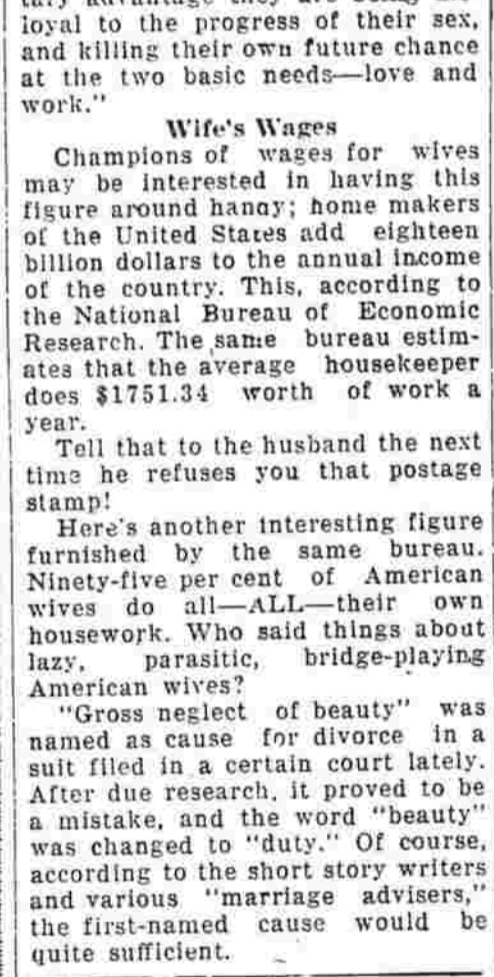 loyal to the progress of their sex,
and killing their own future chance
at the two basic needs—love and
work."
Wife's Wages
Champions of wages for wives
may be interested in having this
figure around handy; home makers
of the United States add eighteen
billion dollars to the annual income
of the country. This, according to
the National Bureau of Economic
Research. The same bureau estim-
ates that the average housekeeper
does $1751.34 worth of work a
year.
Tell that to the husband the next
time he refuses you that postage
stamp!
Here's another interesting figure
furnished by the same bureau.
Ninety-five per cent of American
wives do all—ALL—their own
housework. Who said things about
lazy, parasitic, bridge-playing
American wives?
"Gross neglect of beauty" was
named as cause for divorce in a
suit filed in a certain court lately.
After due research, it proved to be
a mistake, and the word "beauty"
was changed to "duty." Of course,
according to the short story writers
and various "marriage advisers,"
the first-named cause would be
quite sufficient.